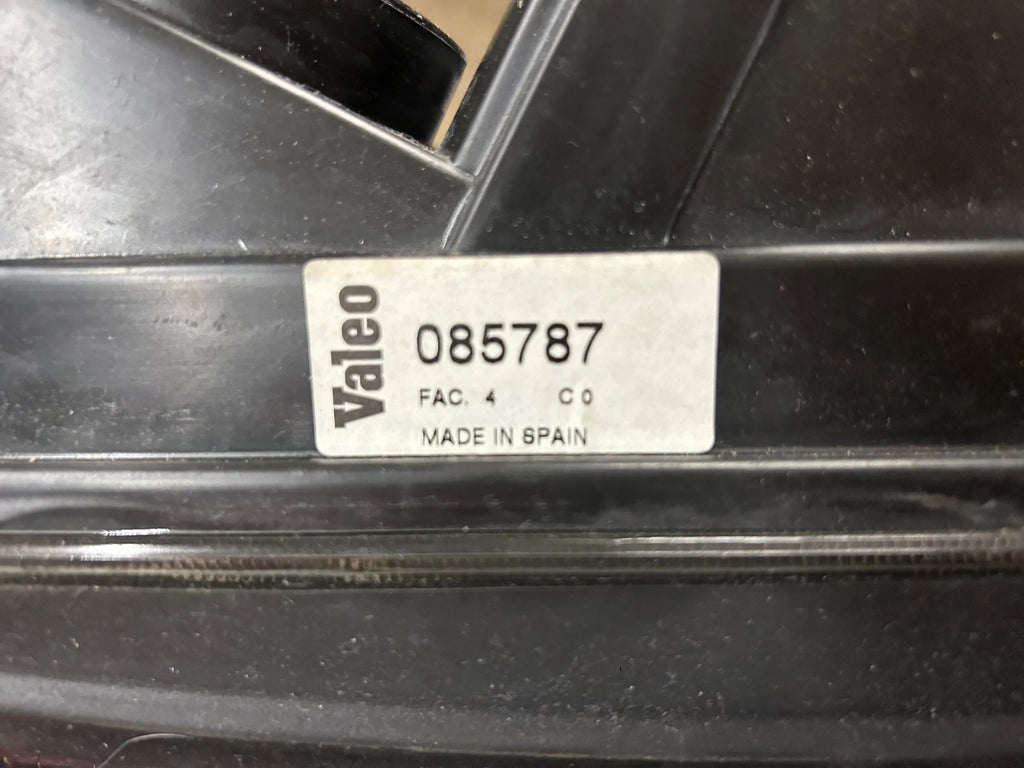 Valeo
085787
FAC. 4 C 0
MADE IN SPAIN